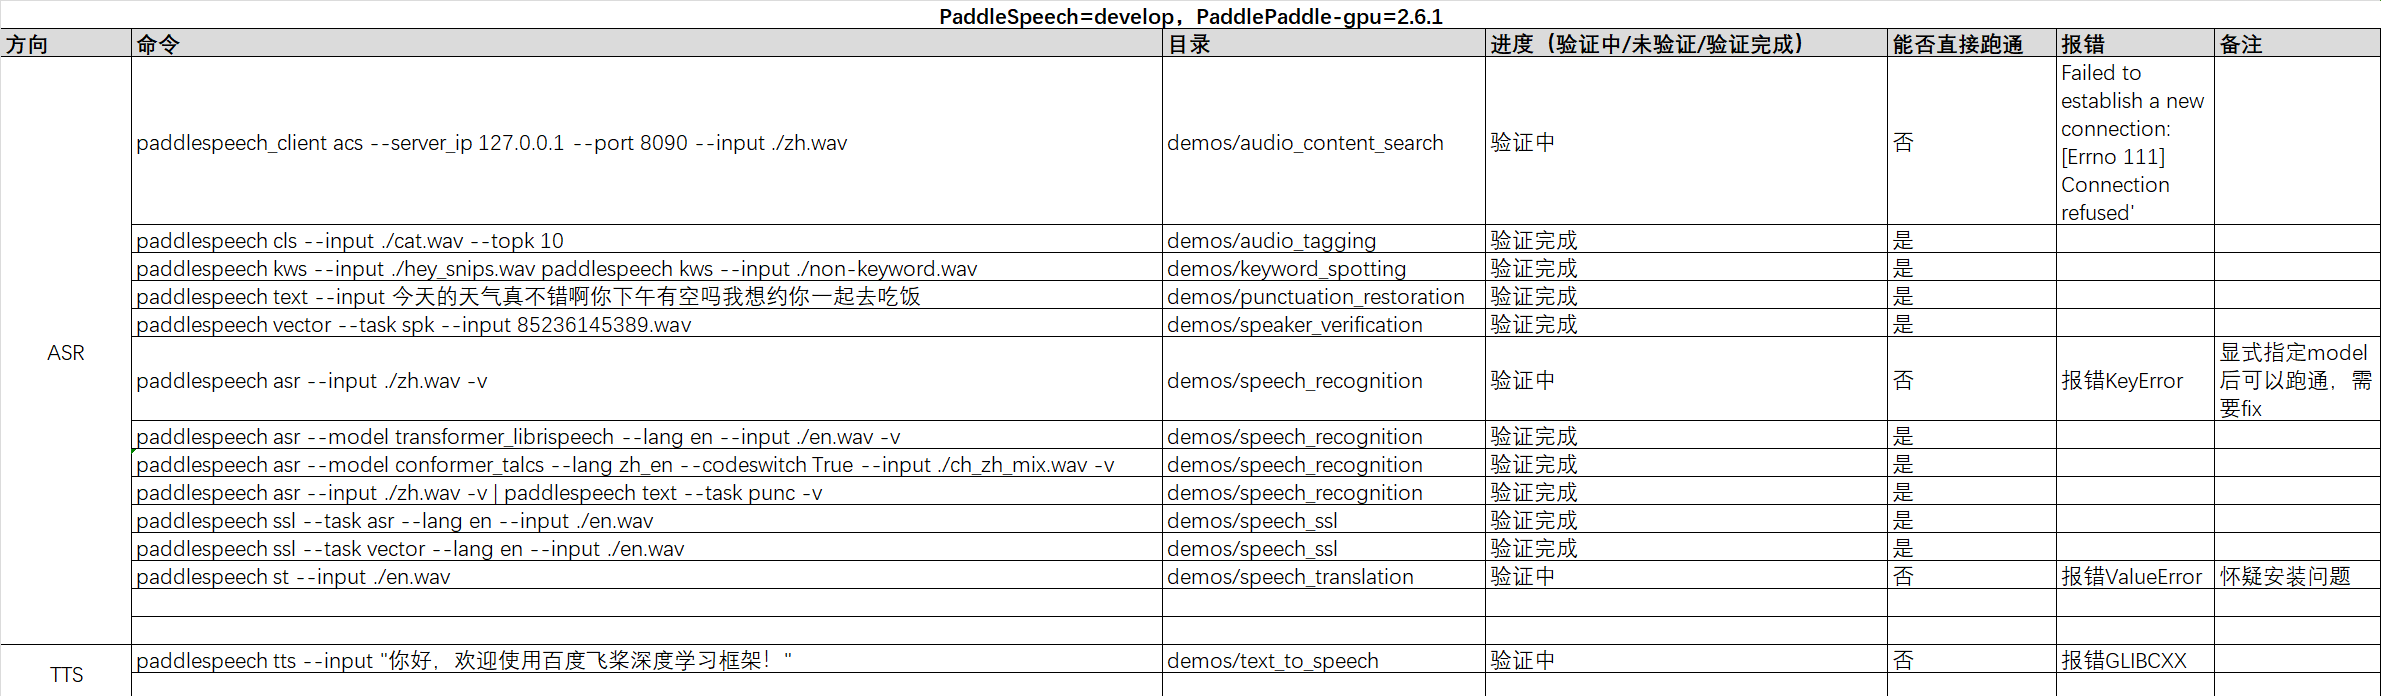 PaddleSpeech=develop，PaddlePaddle-gpu=2.6.1
方向 命令 目录 进度（验证中/未验证/验证完成） 能否直接跑通 报错 备注
ASR
paddlespeech_client acs --server_ip 127.0.0.1 --port 8090 --input ./zh.wav demos/audio_content_search 验证中 否
Failed to
establish a new
connection:
[Errno 111]
Connection
refused'
paddlespeech cls --input ./cat.wav --topk 10 demos/audio_tagging 验证完成 是
paddlespeech kws --input ./hey_snips.wav paddlespeech kws --input ./non-keyword.wav demos/keyword_spotting 验证完成 是
paddlespeech text --input 今天的天气真不错啊你下午有空吗我想约你一起去吃饭 demos/punctuation_restoration 验证完成 是
paddlespeech vector --task spk --input 85236145389.wav demos/speaker_verification 验证完成 是
paddlespeech asr --input ./zh.wav -v demos/speech_recognition 验证中 否 报错KeyError
显式指定model
后可以跑通，需
要fix
paddlespeech asr --model transformer_librispeech --lang en --input ./en.wav -v demos/speech_recognition 验证完成 是
paddlespeech asr --model conformer_talcs --lang zh_en --codeswitch True --input ./ch_zh_mix.wav -v demos/speech_recognition 验证完成 是
paddlespeech asr --input ./zh.wav -v | paddlespeech text --task punc -v demos/speech_recognition 验证完成 是
paddlespeech ssl --task asr --lang en --input ./en.wav demos/speech_ssl 验证完成 是
paddlespeech ssl --task vector --lang en --input ./en.wav demos/speech_ssl 验证完成 是
paddlespeech st --input ./en.wav demos/speech_translation 验证中 否 报错ValueError 怀疑安装问题
TTS
paddlespeech tts --input "你好，欢迎使用百度飞桨深度学习框架！" demos/text_to_speech 验证中 否 报错GLIBCXX